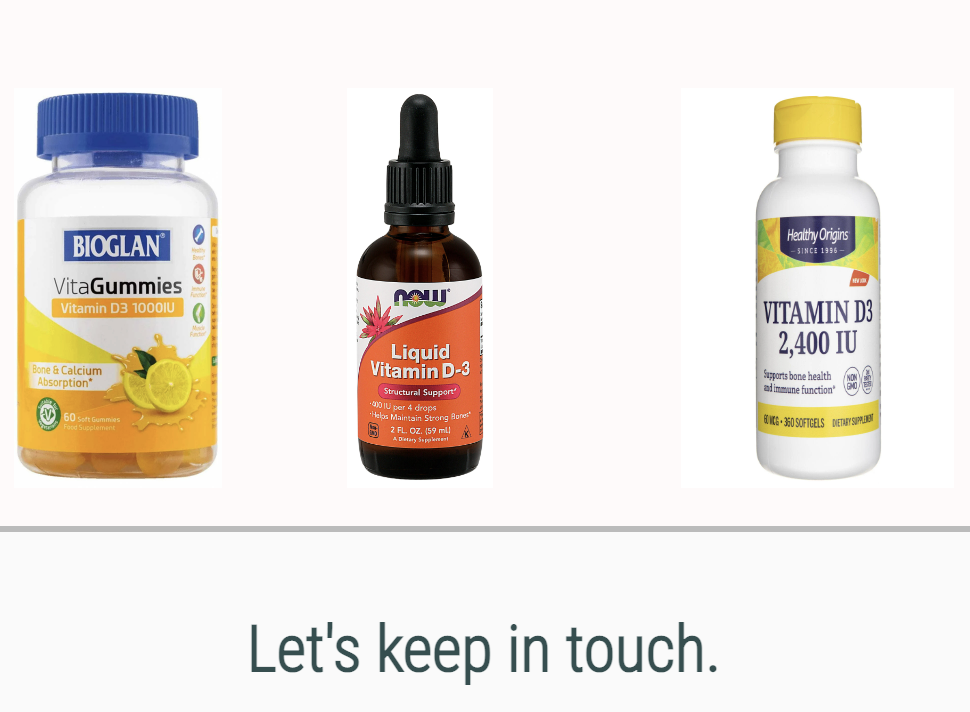 BIOGLAN®
VitaGummies
Vitamin D3 1000IU
Bone & Calcium
Absorption*
60 Soft Gummies
Food Supplement
NOW®
Liquid
Vitamin D-3
Structural Support*
·400 IU per 4 drops
·Helps Maintain Strong Bones*
2 FL. OZ. (59 mL)
A Dietary Supplement
Healthy Origins
— SINCE 1996 —
VITAMIN D3
2,400 IU
Supports bone health
and immune function*
NON
GMO
60 MCG • 360 SOFTGELS
DIETARY SUPPLEMENT
Let's keep in touch.